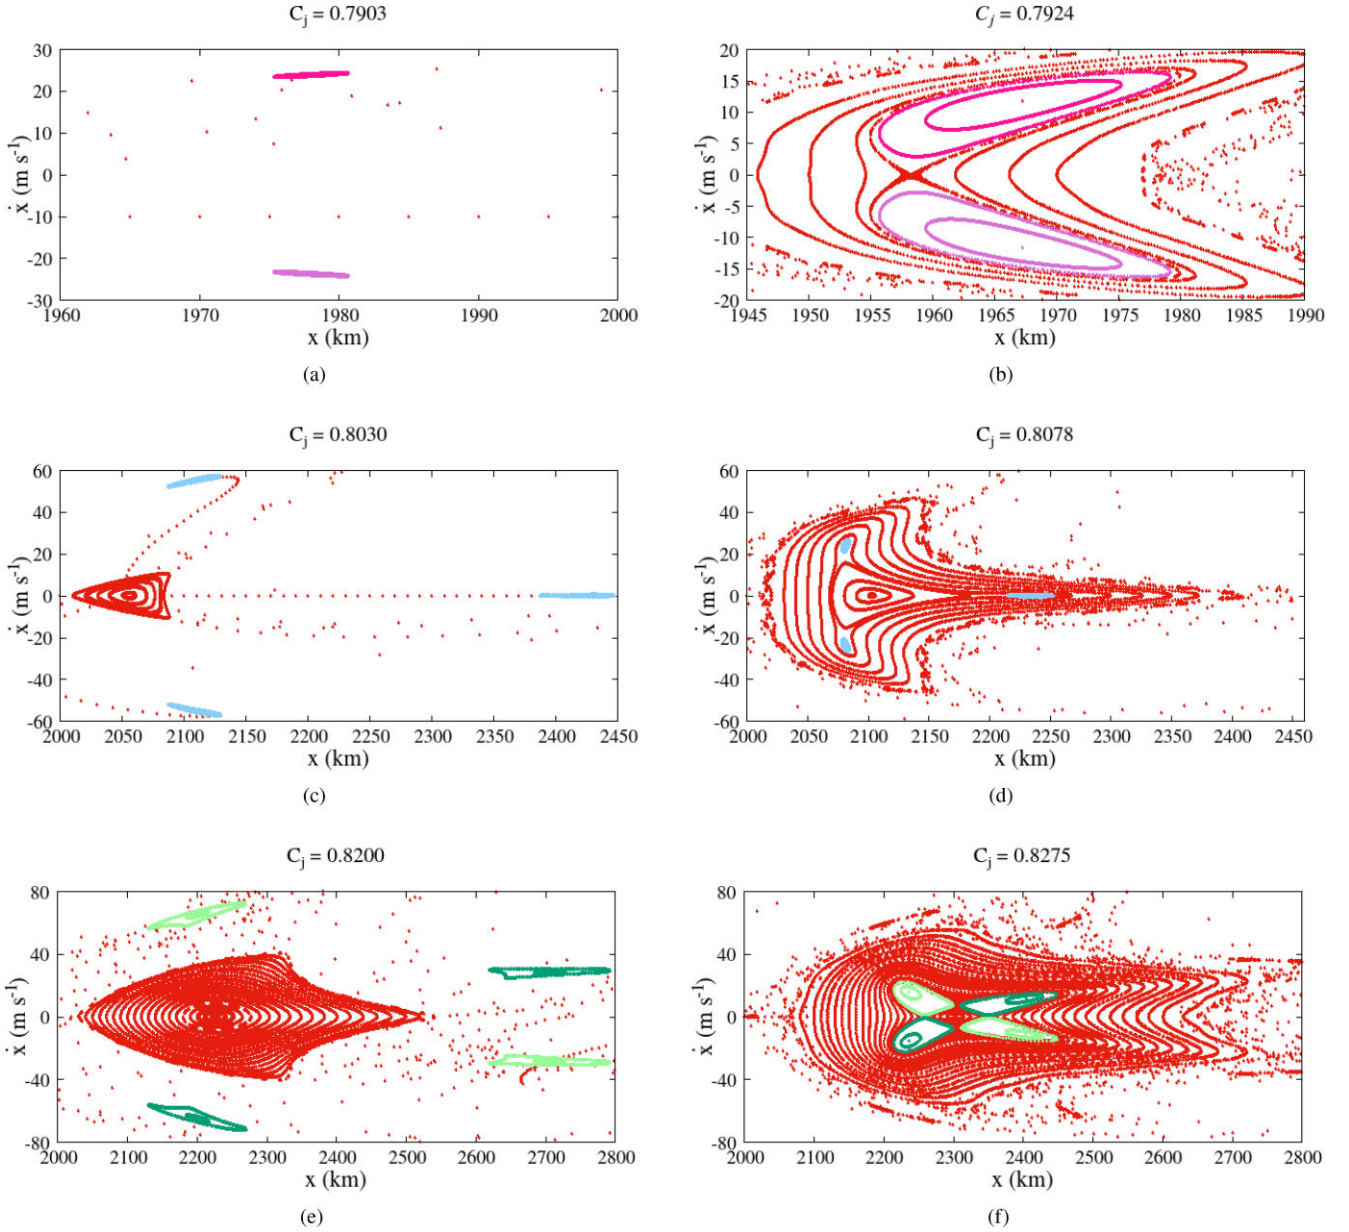 C_j = 0.7903
30
20
10
0
-10
-20
-30
ẋ (m s⁻¹)
1960 1970 1980 1990 2000
x (km)
(a)
C_j = 0.7924
20
15
10
5
0
-5
-10
-15
-20
ẋ (m s⁻¹)
1945 1950 1955 1960 1965 1970 1975 1980 1985 1990
x (km)
(b)
C_j = 0.8030
60
40
20
0
-20
-40
-60
ẋ (m s⁻¹)
2000 2050 2100 2150 2200 2250 2300 2350 2400 2450
x (km)
(c)
C_j = 0.8078
60
40
20
0
-20
-40
-60
ẋ (m s⁻¹)
2000 2050 2100 2150 2200 2250 2300 2350 2400 2450
x (km)
(d)
C_j = 0.8200
80
40
0
-40
-80
ẋ (m s⁻¹)
2000 2100 2200 2300 2400 2500 2600 2700 2800
x (km)
(e)
C_j = 0.8275
80
40
0
-40
-80
ẋ (m s⁻¹)
2000 2100 2200 2300 2400 2500 2600 2700 2800
x (km)
(f)